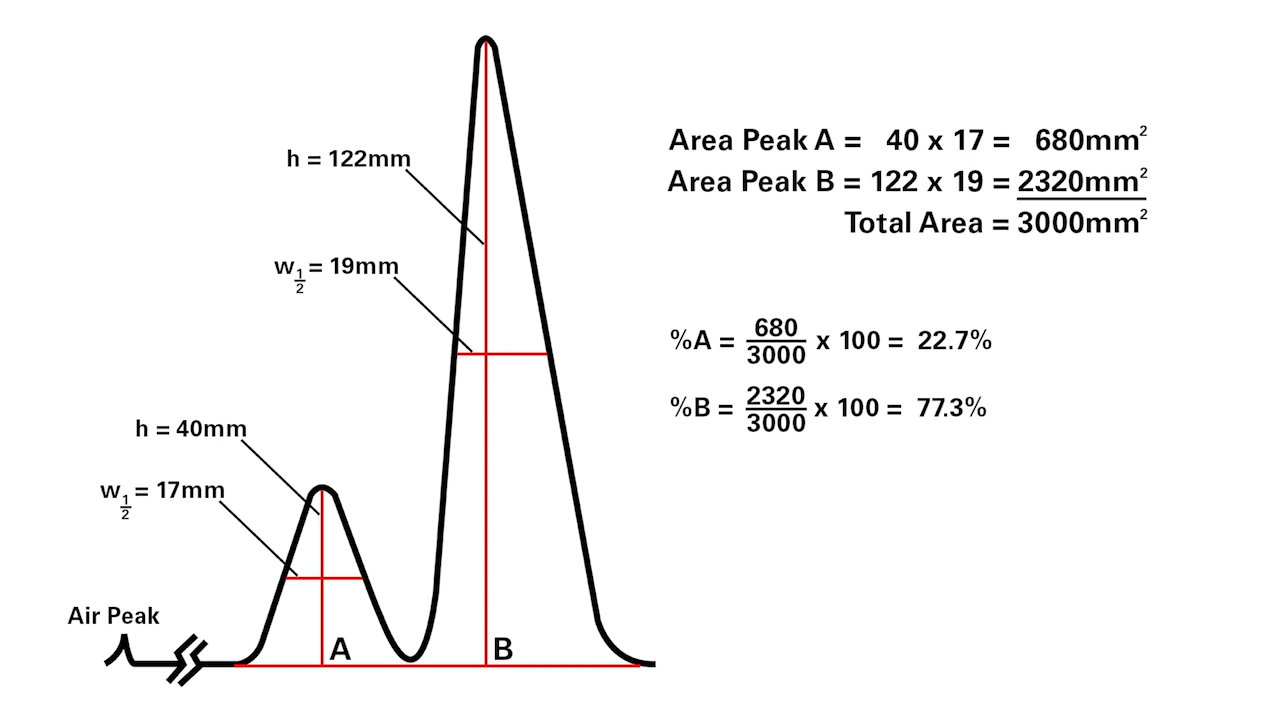 h = 122mm
w½ = 19mm
h = 40mm
w½ = 17mm
Air Peak
A
B
Area Peak A = 40 x 17 = 680mm²
Area Peak B = 122 x 19 = 2320mm²
Total Area = 3000mm²
%A = 680/3000 x 100 = 22.7%
%B = 2320/3000 x 100 = 77.3%